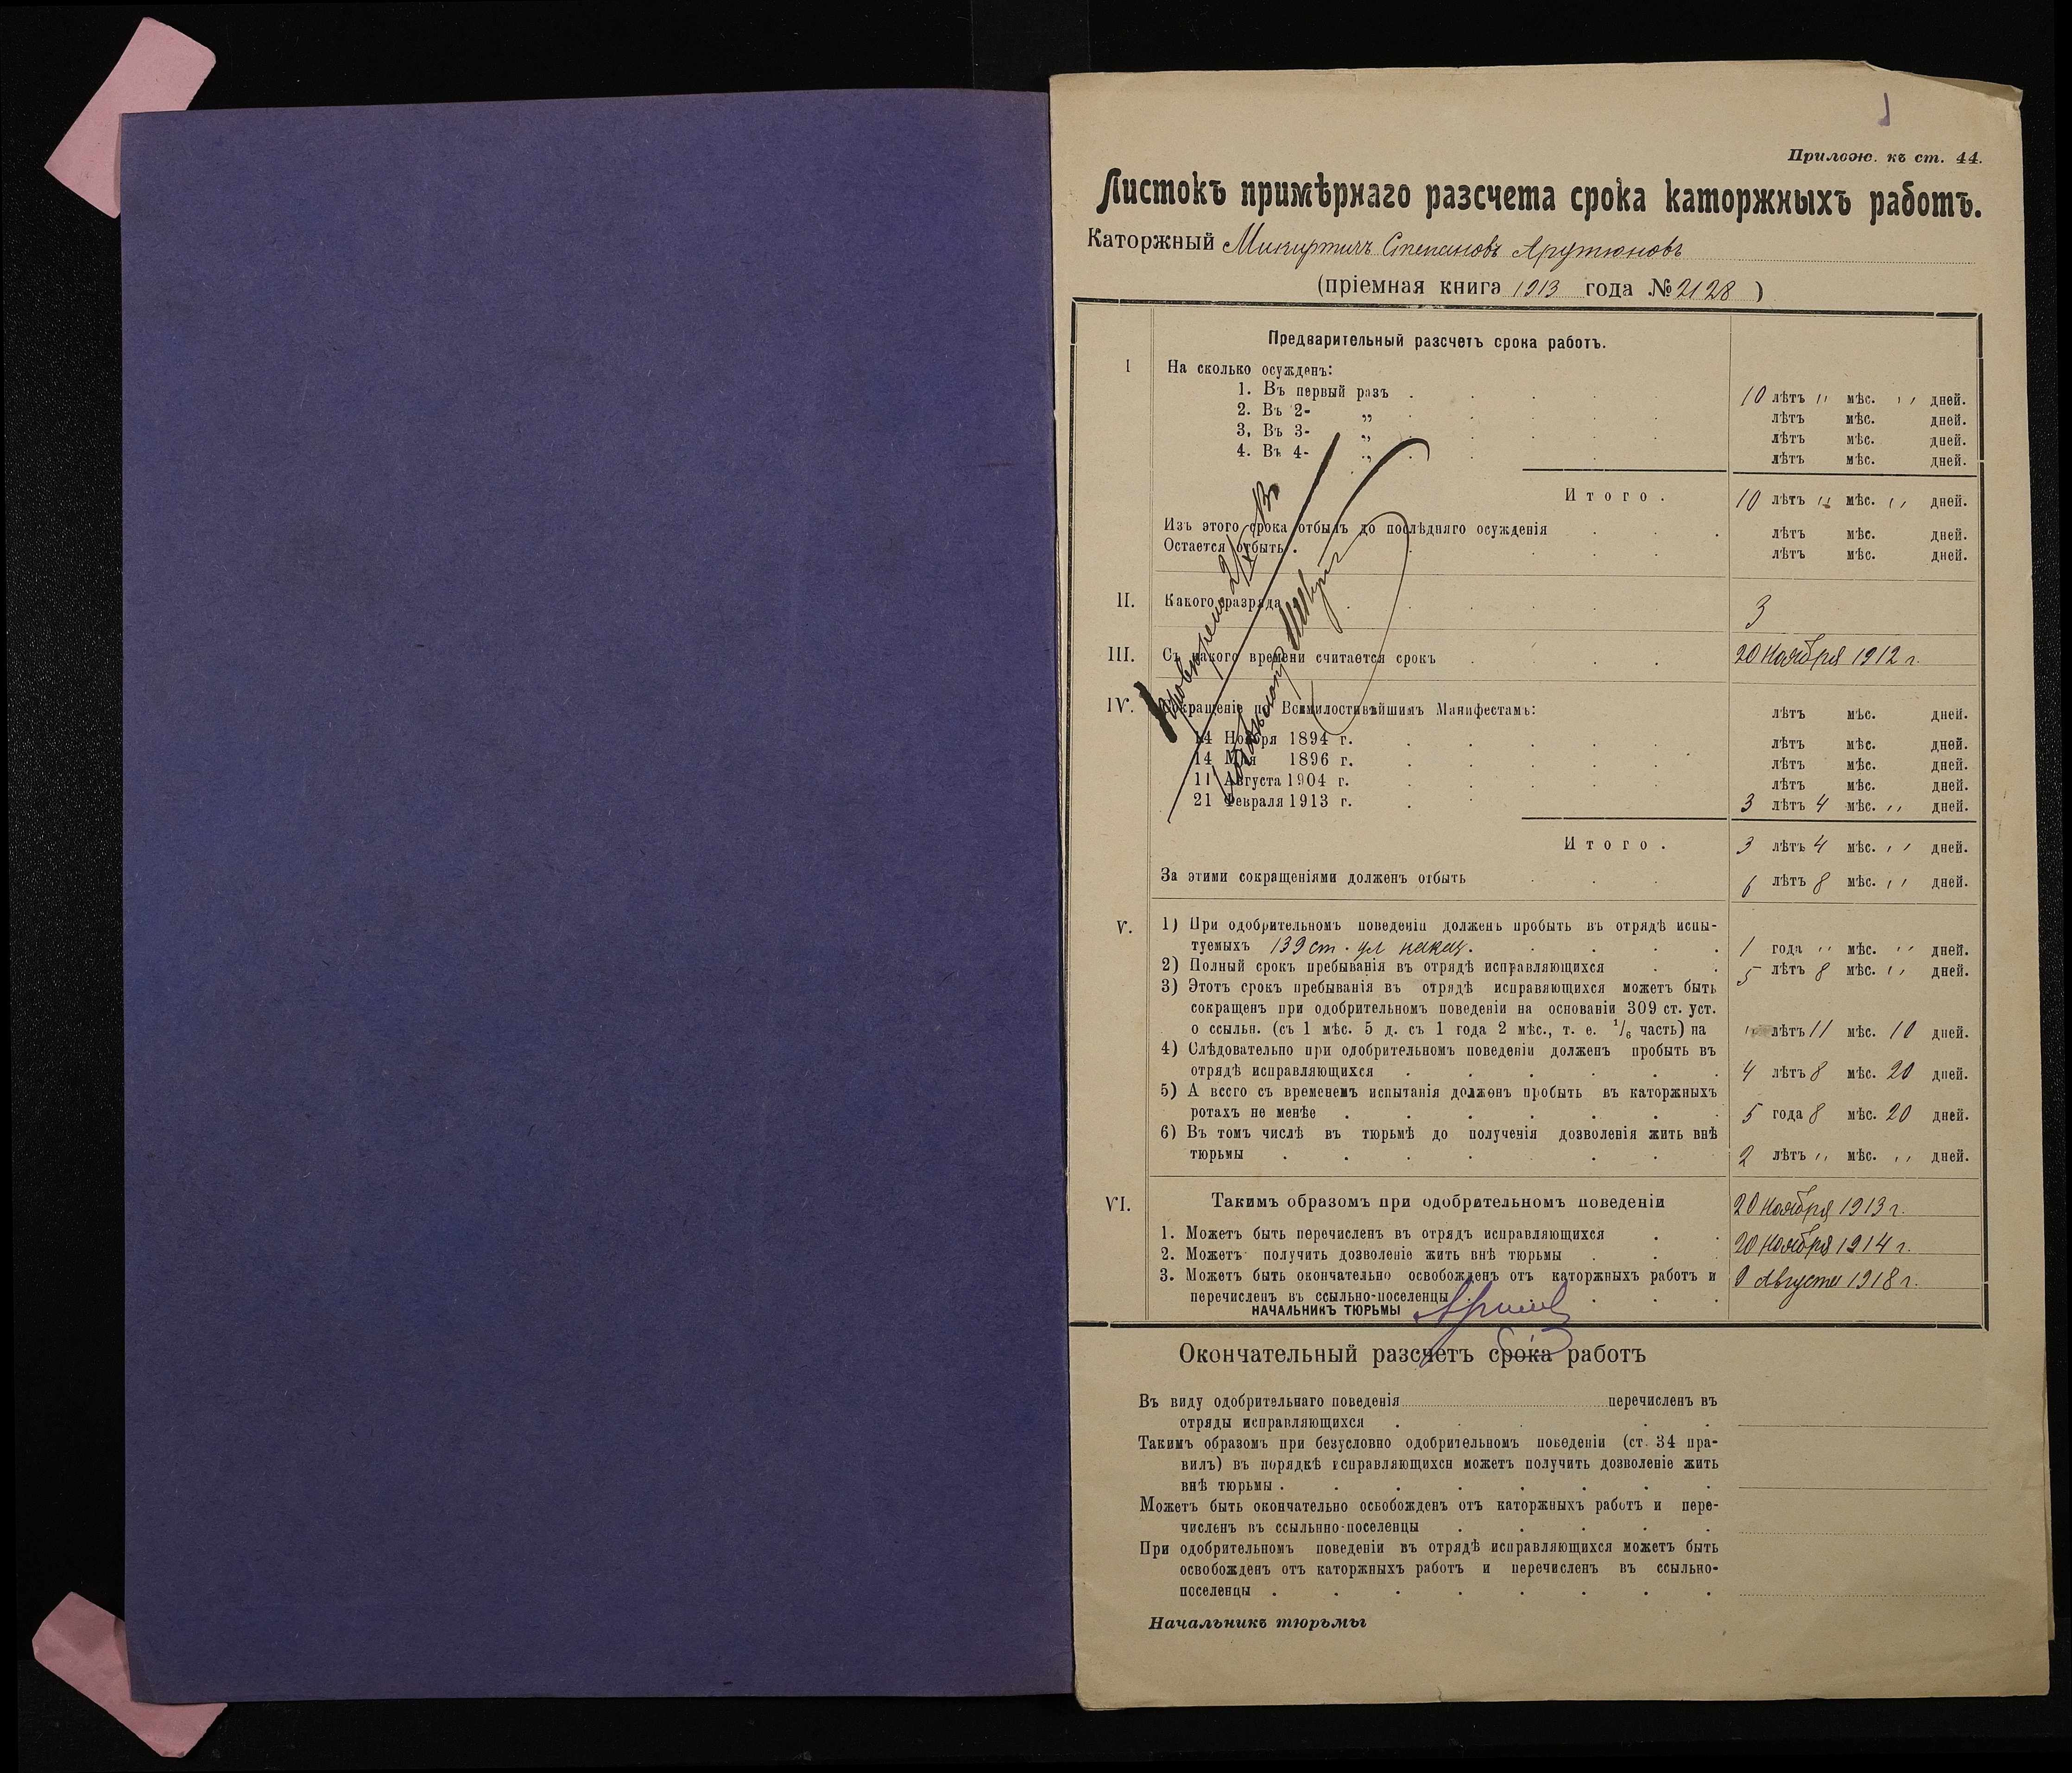 Прилож. къ ст. 44.
Листокъ примѣрнаго разсчета срока каторжныхъ работъ.
Каторжный Микиртичъ Степановъ Арутюновъ
(пріемная книга 1913 года № 2128 )
Предварительный разсчетъ срока работъ.
I На сколько осужденъ:
1. Въ первый разъ . . . . . 10 лѣтъ " мѣс. " дней.
2. Въ 2- „ . . . . лѣтъ мѣс. дней.
3. Въ 3- „ . . . . лѣтъ мѣс. дней.
4. Въ 4- „ . . . . лѣтъ мѣс. дней.
Итого. 10 лѣтъ " мѣс. " дней.
Изъ этого срока отбылъ до послѣдняго осужденія . . . лѣтъ мѣс. дней.
Остается отбыть . . . . лѣтъ мѣс. дней.
II. Какого разряда . . . . . 3
III. Съ какого времени считается срокъ . . . 20 Ноября 1912 г.
IV. Сокращеніе по Всемилостивѣйшимъ Манифестамъ: лѣтъ мѣс. дней.
14 Ноября 1894 г. . . . . . лѣтъ мѣс. дней.
14 Мая 1896 г. . . . . . лѣтъ мѣс. дней.
11 Августа 1904 г. . . . . . лѣтъ мѣс. дней.
21 Февраля 1913 г. . . 3 лѣтъ 4 мѣс. " дней.
Итого. 3 лѣтъ 4 мѣс. " дней.
За этими сокращеніями долженъ отбыть . . . 6 лѣтъ 8 мѣс. " дней.
V. 1) При одобрительномъ поведеніи долженъ пробыть въ отрядѣ испы-
туемыхъ 139 ст. ул наказ. . . . . 1 года " мѣс. " дней.
2) Полный срокъ пребыванія въ отрядѣ исправляющихся . . 5 лѣтъ 8 мѣс. " дней.
3) Этотъ срокъ пребыванія въ отрядѣ исправяющихся можетъ быть
сокращенъ при одобрительномъ поведеніи на основаніи 309 ст. уст.
о ссыльн. (съ 1 мѣс. 5 д. съ 1 года 2 мѣс., т. е. 1/6 часть) на " лѣтъ 11 мѣс. 10 дней.
4) Слѣдовательно при одобрительномъ поведеніи долженъ пробыть въ
отрядѣ исправляющихся . . . . . . 4 лѣтъ 8 мѣс. 20 дней.
5) А всего съ временемъ испытанія долженъ пробыть въ каторжныхъ
ротахъ не менѣе . . . . . . . 5 года 8 мѣс. 20 дней.
6) Въ томъ числѣ въ тюрьмѣ до полученія дозволенія жить внѣ
тюрьмы . . . . . . 2 лѣтъ " мѣс. " дней.
VI. Такимъ образомъ при одобрительномъ поведеніи
1. Можетъ быть перечисленъ въ отрядъ исправляющихся . . 20 Ноября 1913 г.
2. Можетъ получить дозволеніе жить внѣ тюрьмы . . . 20 Ноября 1914 г.
3. Можетъ быть окончательно освобожденъ отъ каторжныхъ работъ и
перечисленъ въ ссыльно-поселенцы . . . . 9 Августа 1918 г.
НАЧАЛЬНИКЪ ТЮРЬМЫ
Окончательный разсчетъ срока работъ
Въ виду одобрительнаго поведенія перечисленъ въ
отряды исправляющихся . . . . .
Такимъ образомъ при безусловно одобрительномъ поведеніи (ст. 34 пра-
вилъ) въ порядкѣ исправляющихся можетъ получить дозволеніе жить
внѣ тюрьмы . . . . . . . .
Можетъ быть окончательно освобожденъ отъ каторжныхъ работъ и пере-
численъ въ ссыльнно-поселенцы . . . . .
При одобрительномъ поведеніи въ отрядѣ исправляющихся можетъ быть
освобожденъ отъ каторжныхъ работъ и перечисленъ въ ссыльно-
поселенцы . . . . . . . .
Начальникъ тюрьмы